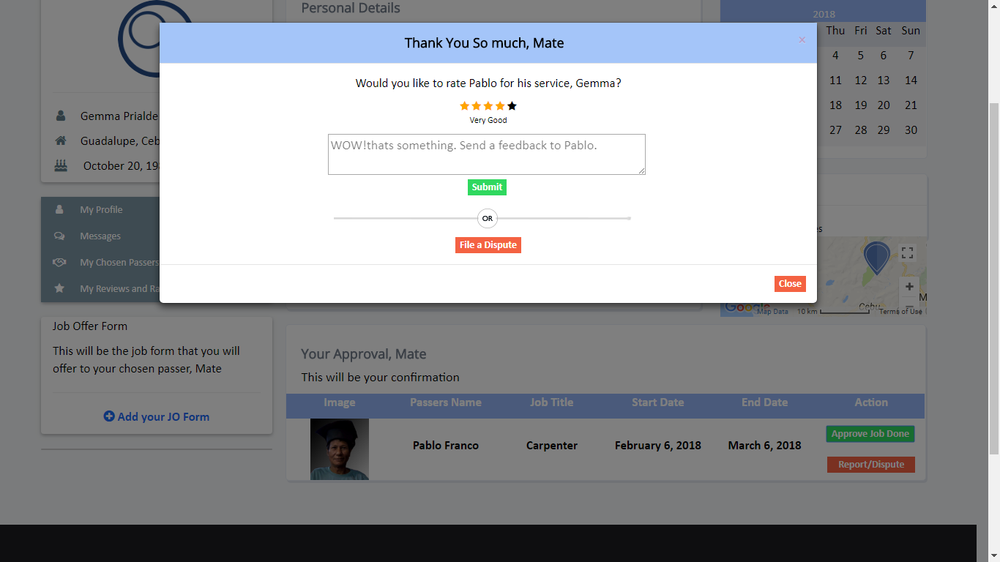 Personal Details
2018
Thu Fri Sat Sun
4 5 6 7
11 12 13 14
18 19 20 21
27 28 29 30
Thank You So much, Mate
×
Would you like to rate Pablo for his service, Gemma?
Very Good
WOW!thats something. Send a feedback to Pablo.
Submit
OR
File a Dispute
Close
Gemma Prialde
Guadalupe, Ceb
October 20, 19
My Profile
Messages
My Chosen Passers
My Reviews and Ra
Job Offer Form
This will be the job form that you will
offer to your chosen passer, Mate
Add your JO Form
es
+
Cebu
M
Google
Map Data 10 km Terms of Use
Your Approval, Mate
This will be your confirmation
Image Passers Name Job Title Start Date End Date Action
Pablo Franco Carpenter February 6, 2018 March 6, 2018
Approve Job Done
Report/Dispute